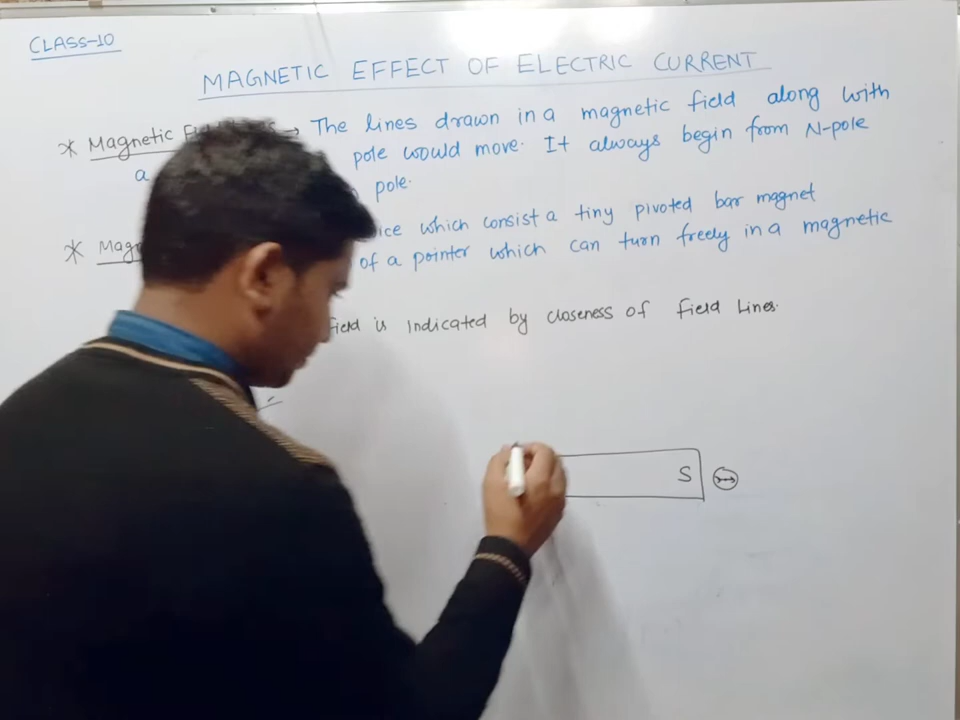 CLASS-10
MAGNETIC EFFECT OF ELECTRIC CURRENT
* Magnetic → The lines drawn in a magnetic field along with
a pole would move. It always begin from N-pole
pole.
* which consist a tiny pivoted bar magnet
of a pointer which can turn freely in a magnetic
field is Indicated by closeness of field Lines.
S